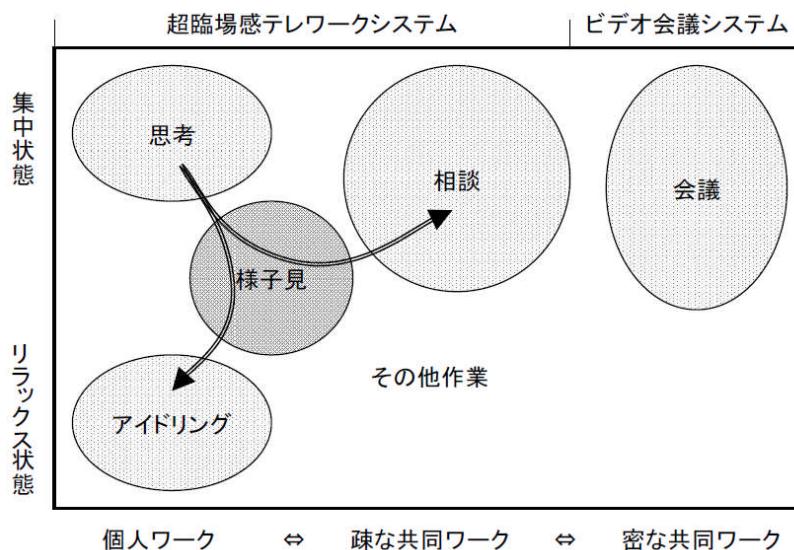 超臨場感テレワークシステム
ビデオ会議システム
集中状態
思考
相談
会議
様子見
リラックス状態
その他作業
アイドリング
個人ワーク ⇔ 疎な共同ワーク ⇔ 密な共同ワーク